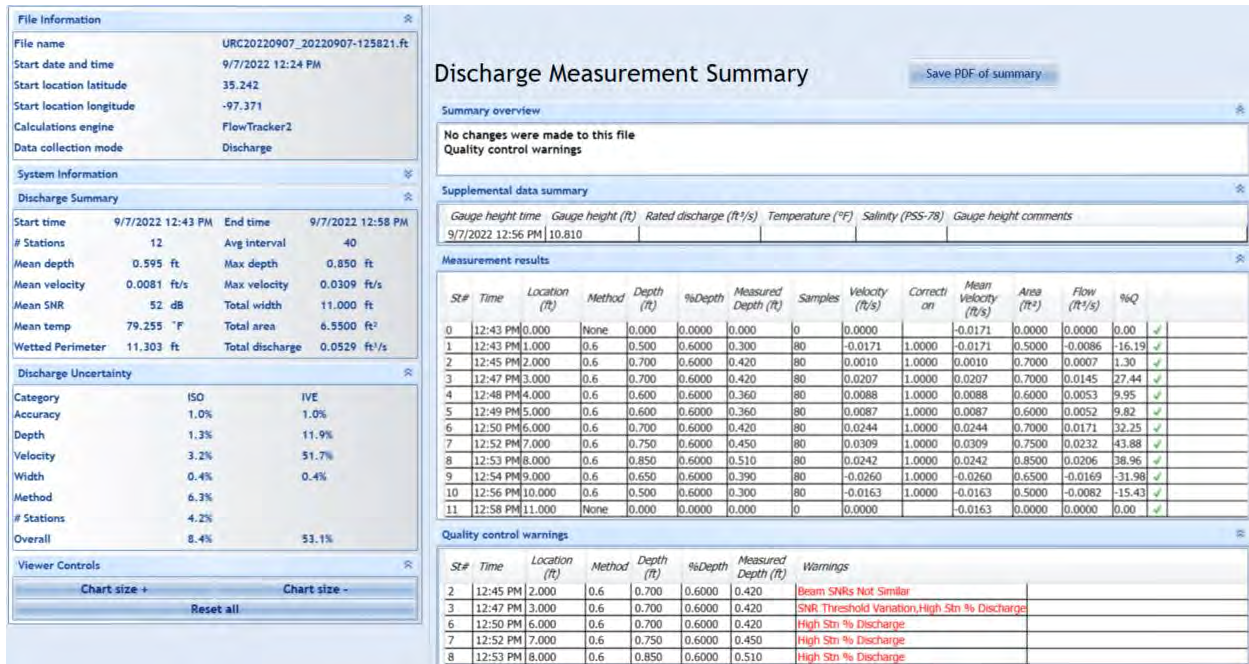 File Information
File name URC20220907_20220907-125821.ft
Start date and time 9/7/2022 12:24 PM
Start location latitude 35.242
Start location longitude -97.371
Calculations engine FlowTracker2
Data collection mode Discharge
System Information
Discharge Summary
Start time 9/7/2022 12:43 PM End time 9/7/2022 12:58 PM
# Stations 12 Avg interval 40
Mean depth 0.595 ft Max depth 0.850 ft
Mean velocity 0.0081 ft/s Max velocity 0.0309 ft/s
Mean SNR 52 dB Total width 11.000 ft
Mean temp 79.255 °F Total area 6.5500 ft²
Wetted Perimeter 11.303 ft Total discharge 0.0529 ft³/s
Discharge Uncertainty
Category ISO IVE
Accuracy 1.0% 1.0%
Depth 1.3% 11.9%
Velocity 3.2% 51.7%
Width 0.4% 0.4%
Method 6.3%
# Stations 4.2%
Overall 8.4% 53.1%
Viewer Controls
Chart size + Chart size -
Reset all
Discharge Measurement Summary Save PDF of summary
Summary overview
No changes were made to this file
Quality control warnings
Supplemental data summary
Gauge height time Gauge height (ft) Rated discharge (ft³/s) Temperature (°F) Salinity (PSS-78) Gauge height comments
9/7/2022 12:56 PM 10.810
Measurement results
St# Time Location (ft) Method Depth (ft) %Depth Measured Depth (ft) Samples Velocity (ft/s) Correcti on Mean Velocity (ft/s) Area (ft²) Flow (ft³/s) %Q
0 12:43 PM 0.000 None 0.000 0.0000 0.000 0 0.0000 -0.0171 0.0000 0.0000 0.00 ✓
1 12:43 PM 1.000 0.6 0.500 0.6000 0.300 80 -0.0171 1.0000 -0.0171 0.5000 -0.0086 -16.19 ✓
2 12:45 PM 2.000 0.6 0.700 0.6000 0.420 80 0.0010 1.0000 0.0010 0.7000 0.0007 1.30 ✓
3 12:47 PM 3.000 0.6 0.700 0.6000 0.420 80 0.0207 1.0000 0.0207 0.7000 0.0145 27.44 ✓
4 12:48 PM 4.000 0.6 0.600 0.6000 0.360 80 0.0088 1.0000 0.0088 0.6000 0.0053 9.95 ✓
5 12:49 PM 5.000 0.6 0.600 0.6000 0.360 80 0.0087 1.0000 0.0087 0.6000 0.0052 9.82 ✓
6 12:50 PM 6.000 0.6 0.700 0.6000 0.420 80 0.0244 1.0000 0.0244 0.7000 0.0171 32.25 ✓
7 12:52 PM 7.000 0.6 0.750 0.6000 0.450 80 0.0309 1.0000 0.0309 0.7500 0.0232 43.88 ✓
8 12:53 PM 8.000 0.6 0.850 0.6000 0.510 80 0.0242 1.0000 0.0242 0.8500 0.0206 38.96 ✓
9 12:54 PM 9.000 0.6 0.650 0.6000 0.390 80 -0.0260 1.0000 -0.0260 0.6500 -0.0169 -31.98 ✓
10 12:56 PM 10.000 0.6 0.500 0.6000 0.300 80 -0.0163 1.0000 -0.0163 0.5000 -0.0082 -15.43 ✓
11 12:58 PM 11.000 None 0.000 0.0000 0.000 0 0.0000 -0.0163 0.0000 0.0000 0.00 ✓
Quality control warnings
St# Time Location (ft) Method Depth (ft) %Depth Measured Depth (ft) Warnings
2 12:45 PM 2.000 0.6 0.700 0.6000 0.420 Beam SNRs Not Similar
3 12:47 PM 3.000 0.6 0.700 0.6000 0.420 SNR Threshold Variation,High Stn % Discharge
6 12:50 PM 6.000 0.6 0.700 0.6000 0.420 High Stn % Discharge
7 12:52 PM 7.000 0.6 0.750 0.6000 0.450 High Stn % Discharge
8 12:53 PM 8.000 0.6 0.850 0.6000 0.510 High Stn % Discharge